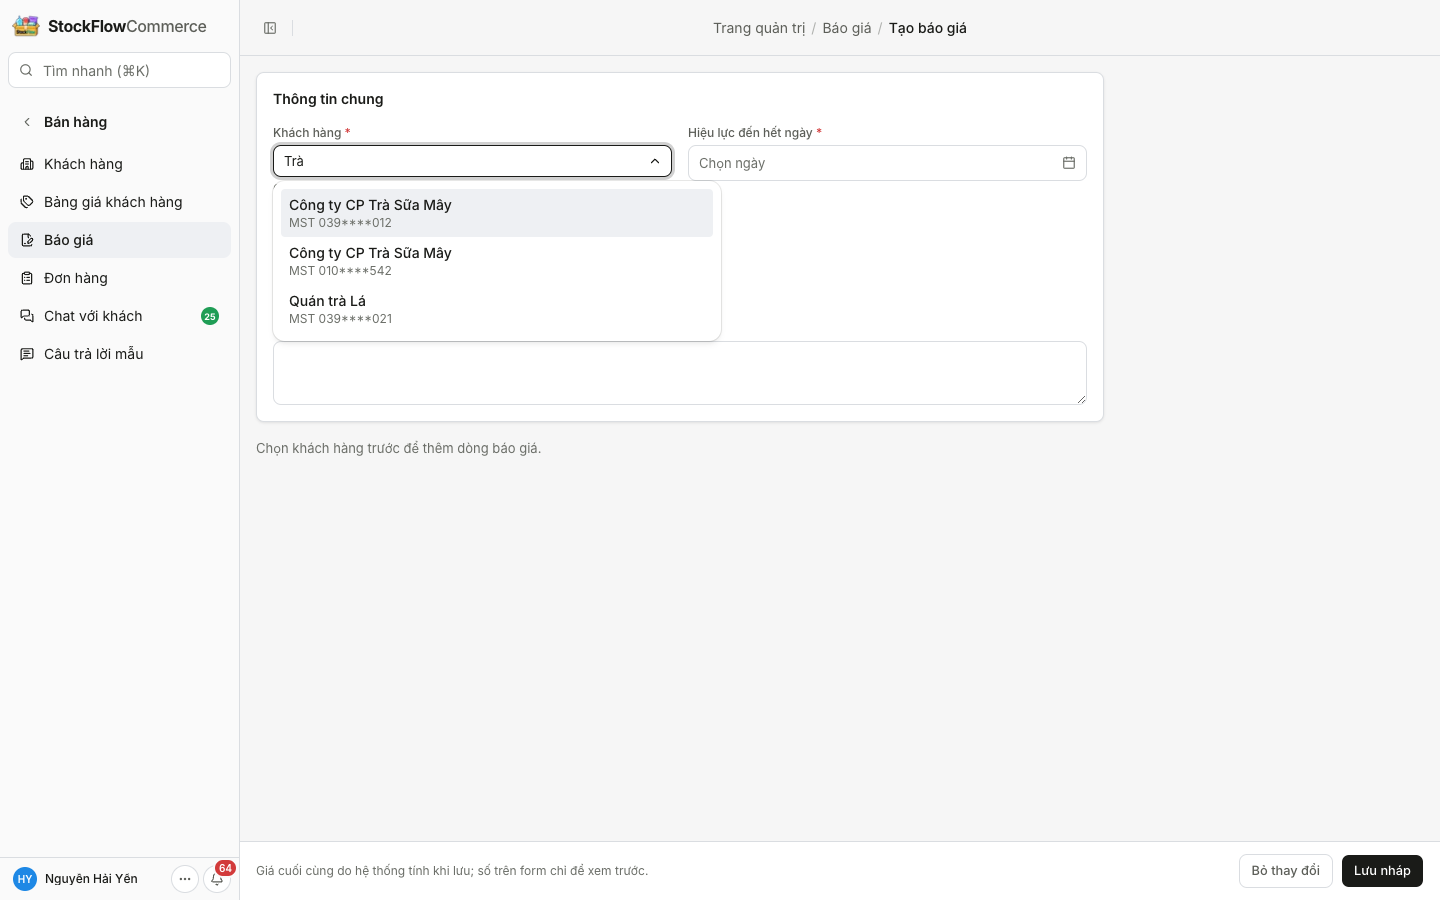 StockFlowCommerce
Tìm nhanh (⌘K)
Bán hàng
Khách hàng
Bảng giá khách hàng
Báo giá
Đơn hàng
Chat với khách
25
Câu trả lời mẫu
HY
Nguyễn Hải Yến
64
Trang quản trị / Báo giá / Tạo báo giá
Thông tin chung
Khách hàng *
Hiệu lực đến hết ngày *
Trà
Chọn ngày
Công ty CP Trà Sữa Mây
MST 039****012
Công ty CP Trà Sữa Mây
MST 010****542
Quán trà Lá
MST 039****021
Chọn khách hàng trước để thêm dòng báo giá.
Giá cuối cùng do hệ thống tính khi lưu; số trên form chỉ để xem trước.
Bỏ thay đổi
Lưu nháp